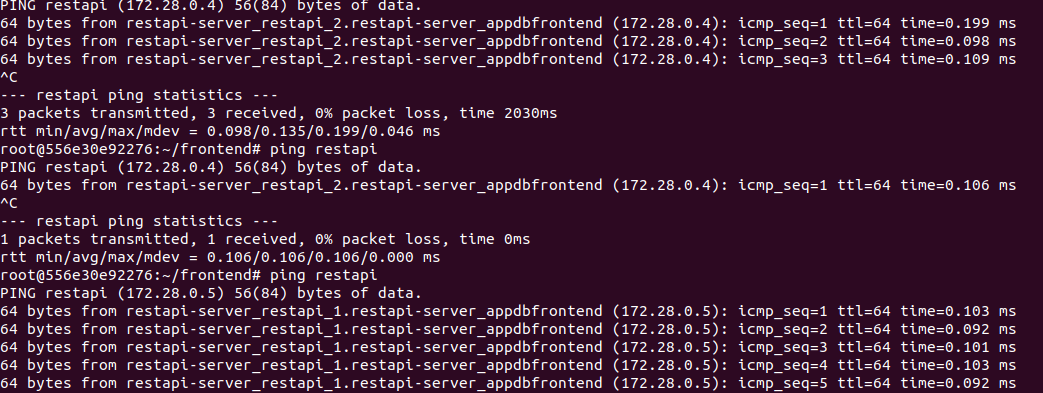 PING restapi (172.28.0.4) 56(84) bytes of data.
64 bytes from restapi-server_restapi_2.restapi-server_appdbfrontend (172.28.0.4): icmp_seq=1 ttl=64 time=0.199 ms
64 bytes from restapi-server_restapi_2.restapi-server_appdbfrontend (172.28.0.4): icmp_seq=2 ttl=64 time=0.098 ms
64 bytes from restapi-server_restapi_2.restapi-server_appdbfrontend (172.28.0.4): icmp_seq=3 ttl=64 time=0.109 ms
^C
--- restapi ping statistics ---
3 packets transmitted, 3 received, 0% packet loss, time 2030ms
rtt min/avg/max/mdev = 0.098/0.135/0.199/0.046 ms
root@556e30e92276:~/frontend# ping restapi
PING restapi (172.28.0.4) 56(84) bytes of data.
64 bytes from restapi-server_restapi_2.restapi-server_appdbfrontend (172.28.0.4): icmp_seq=1 ttl=64 time=0.106 ms
^C
--- restapi ping statistics ---
1 packets transmitted, 1 received, 0% packet loss, time 0ms
rtt min/avg/max/mdev = 0.106/0.106/0.106/0.000 ms
root@556e30e92276:~/frontend# ping restapi
PING restapi (172.28.0.5) 56(84) bytes of data.
64 bytes from restapi-server_restapi_1.restapi-server_appdbfrontend (172.28.0.5): icmp_seq=1 ttl=64 time=0.103 ms
64 bytes from restapi-server_restapi_1.restapi-server_appdbfrontend (172.28.0.5): icmp_seq=2 ttl=64 time=0.092 ms
64 bytes from restapi-server_restapi_1.restapi-server_appdbfrontend (172.28.0.5): icmp_seq=3 ttl=64 time=0.101 ms
64 bytes from restapi-server_restapi_1.restapi-server_appdbfrontend (172.28.0.5): icmp_seq=4 ttl=64 time=0.103 ms
64 bytes from restapi-server_restapi_1.restapi-server_appdbfrontend (172.28.0.5): icmp_seq=5 ttl=64 time=0.092 ms